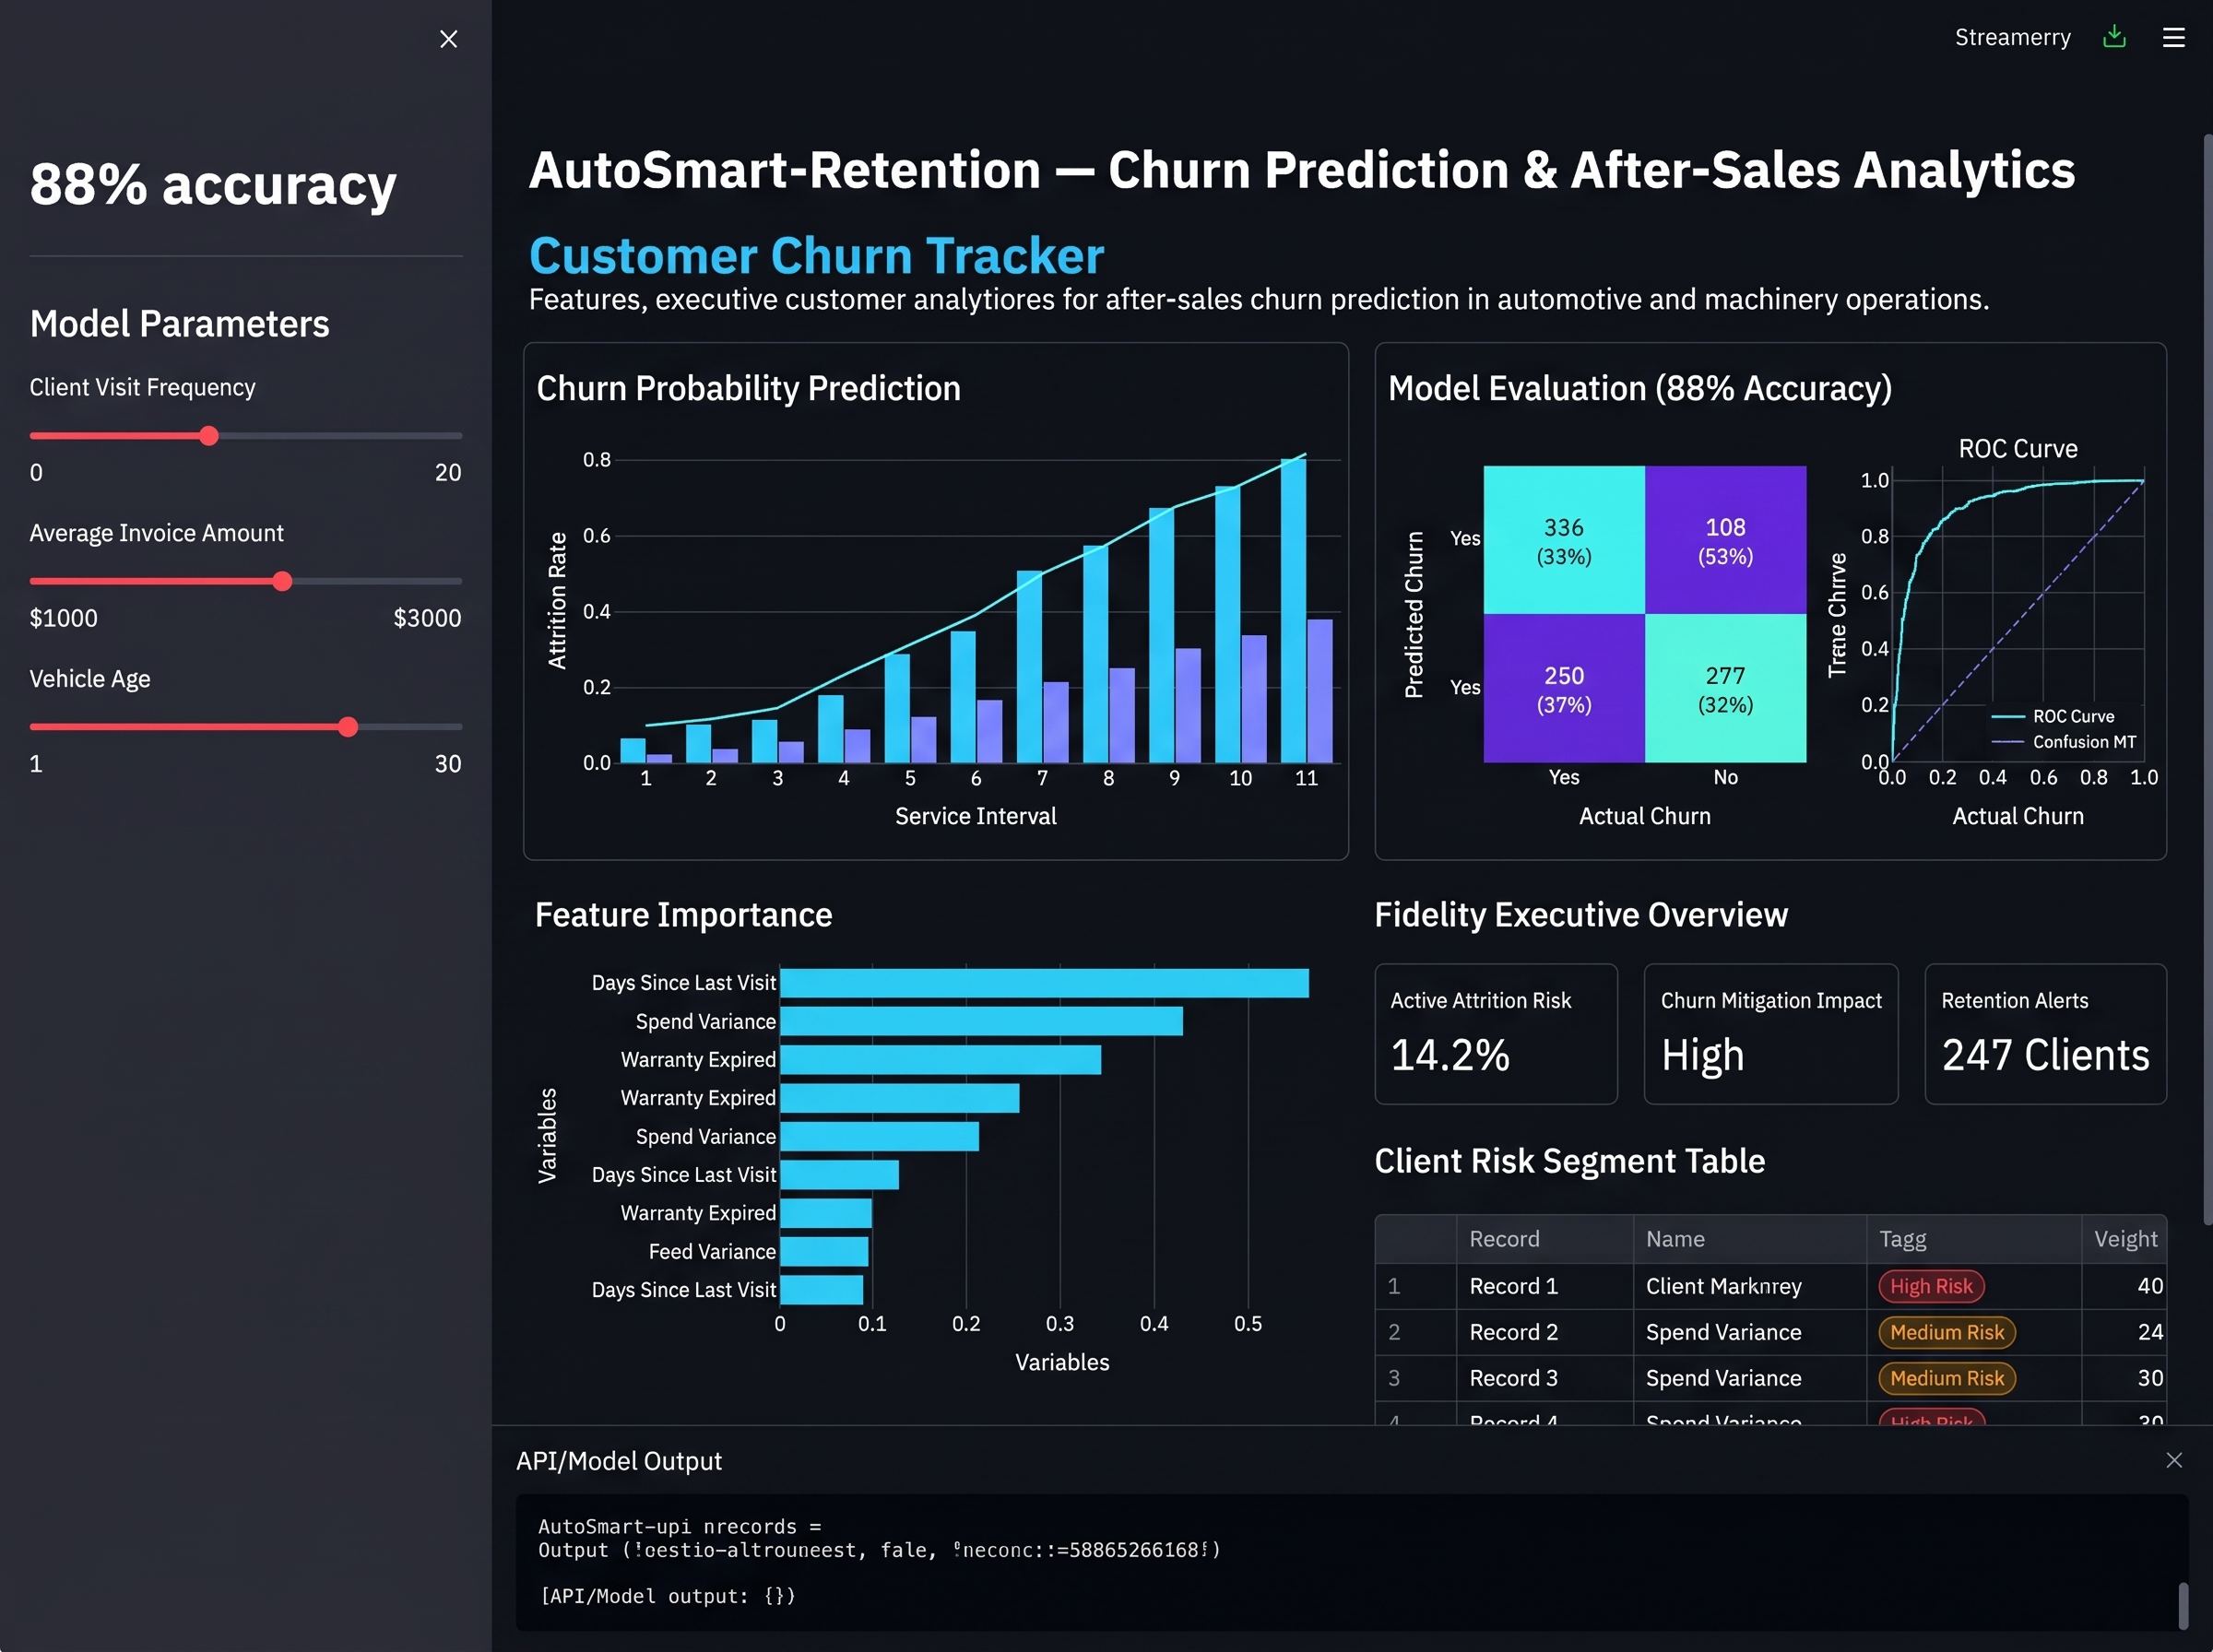 Streamerry
88% accuracy
Model Parameters
Client Visit Frequency
0 20
Average Invoice Amount
$1000 $3000
Vehicle Age
1 30
AutoSmart-Retention — Churn Prediction & After-Sales Analytics
Customer Churn Tracker
Features, executive customer analytiores for after-sales churn prediction in automotive and machinery operations.
Churn Probability Prediction
Attrition Rate
0.8
0.6
0.4
0.2
0.0
1 2 3 4 5 6 7 8 9 10 11
Service Interval
Model Evaluation (88% Accuracy)
Predicted Churn
Yes
336
(33%)
108
(53%)
Yes
250
(37%)
277
(32%)
Yes No
Actual Churn
ROC Curve
1.0
0.8
0.6
0.4
0.2
0.0
ROC Curve
Confusion MT
0.0 0.2 0.4 0.6 0.8 1.0
Actual Churn
Feature Importance
Variables
Days Since Last Visit
Spend Variance
Warranty Expired
Warranty Expired
Spend Variance
Days Since Last Visit
Warranty Expired
Feed Variance
Days Since Last Visit
0 0.1 0.2 0.3 0.4 0.5
Variables
Fidelity Executive Overview
Active Attrition Risk
14.2%
Churn Mitigation Impact
High
Retention Alerts
247 Clients
Client Risk Segment Table
Record Name Tagg Veight
1 Record 1 Client High Risk 40
2 Record 2 Spend Variance Medium Risk 24
3 Record 3 Spend Variance Medium Risk 30
4 Record 4 Spend Variance High Risk 30
API/Model Output
AutoSmart-upi nrecords =
Output ( fale,
[API/Model output: {})